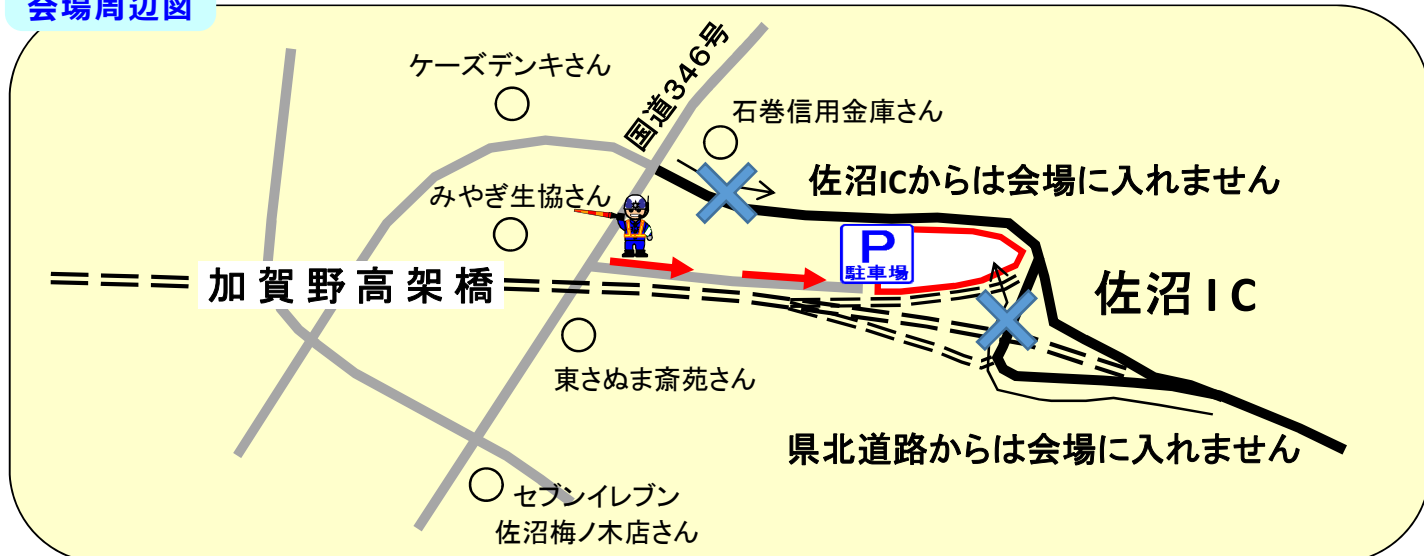 会場周辺図
ケーズデンキさん
国道346号
石巻信用金庫さん
佐沼ICからは会場に入れません
みやぎ生協さん
P
駐車場
加賀野高架橋
佐沼IC
東さぬま斎苑さん
県北道路からは会場に入れません
セブンイレブン
佐沼梅ノ木店さん